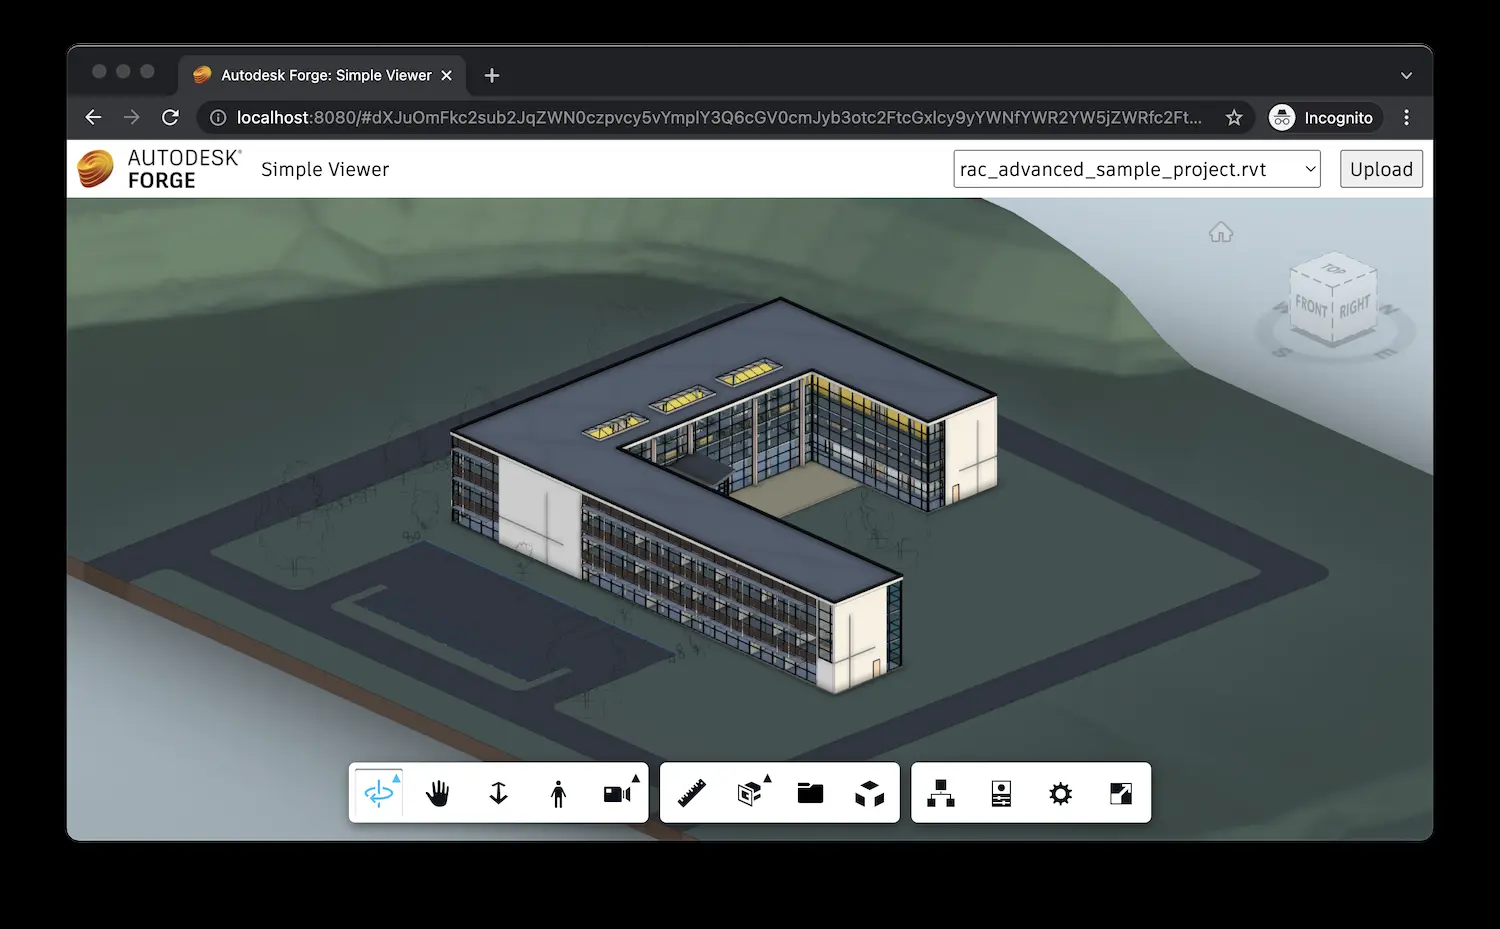 Autodesk Forge: Simple Viewer
localhost:8080/#dXJuOmFkc2sub2JqZWN0czpvcy5vYmplY3Q6cGV0cmJyb3otc2FtcGxlcy9yYWNfYWR2YW5jZWRfc2Ft...
Incognito
AUTODESK®
FORGE
Simple Viewer
rac_advanced_sample_project.rvt
Upload
TOP
FRONT
RIGHT
S
E